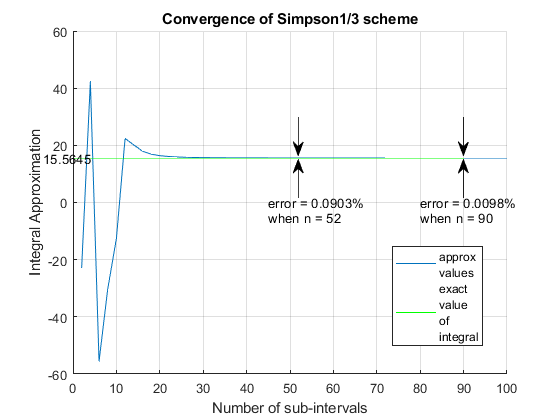 Convergence of Simpson1/3 scheme
60
40
20
15.5645
0
-20
-40
-60
Integral Approximation
error = 0.0903%
when n = 52
error = 0.0098%
when n = 90
approx
values
exact
value
of
integral
0 10 20 30 40 50 60 70 80 90 100
Number of sub-intervals